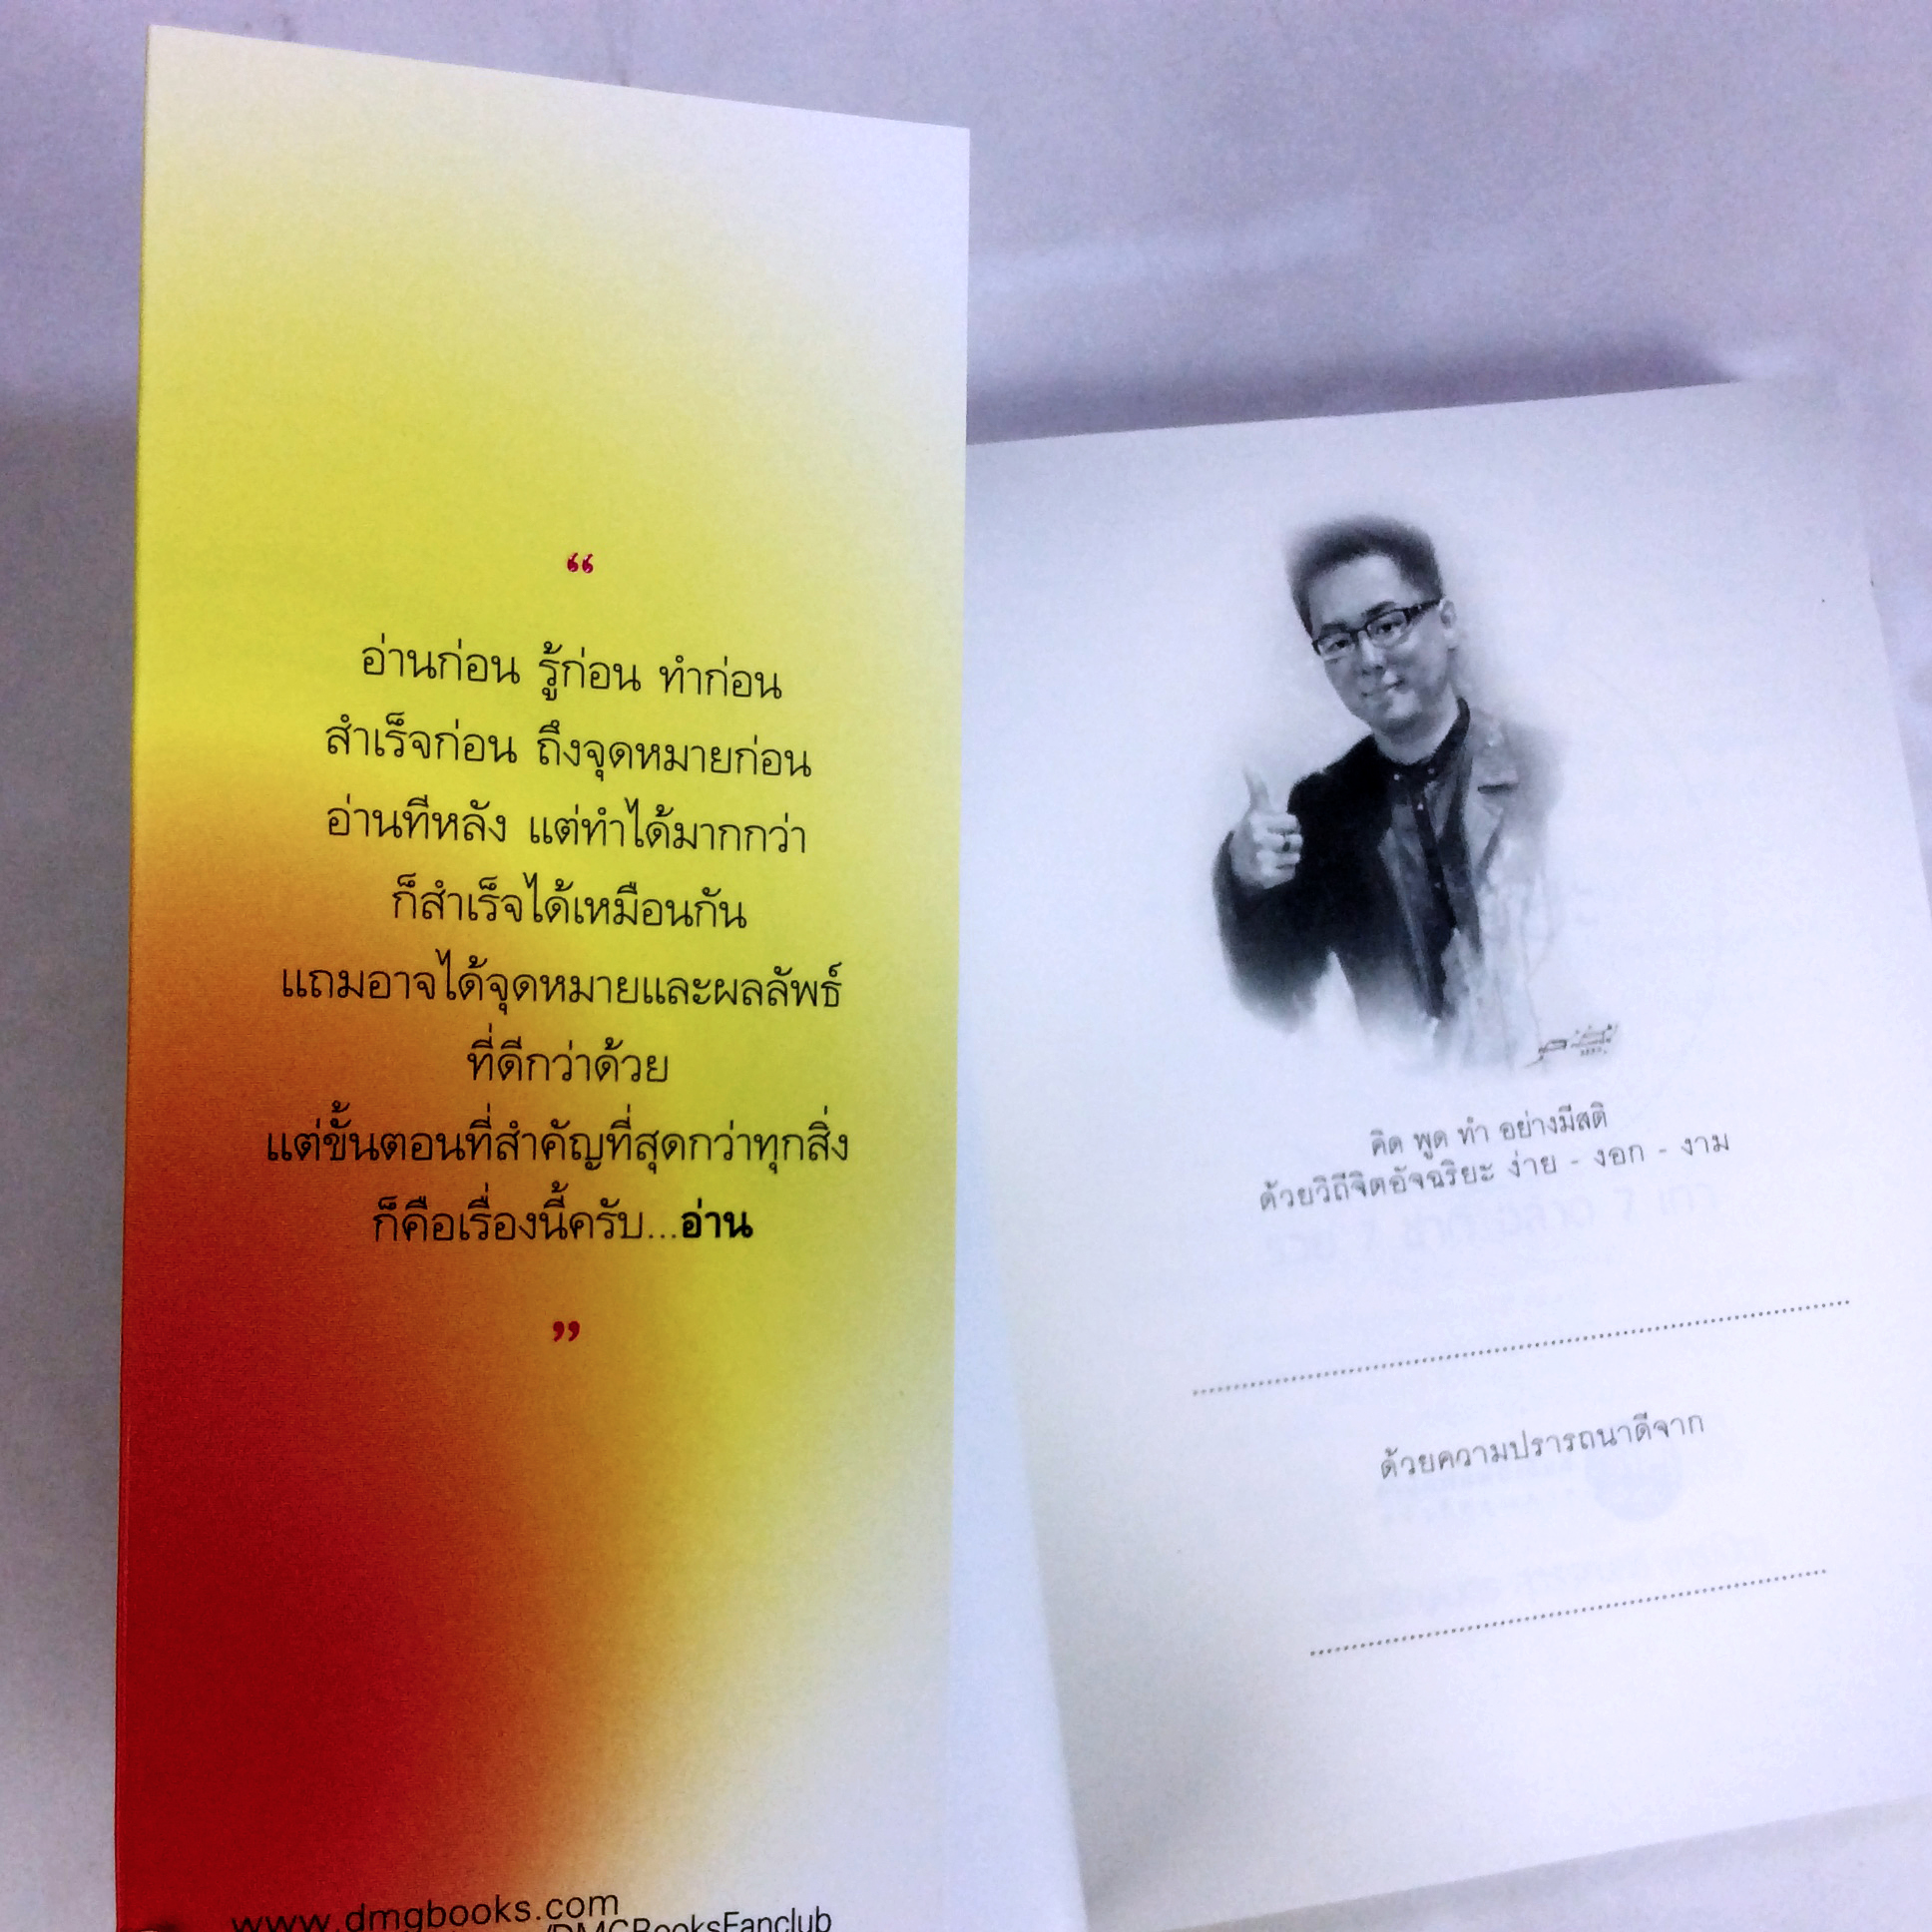 “
อ่านก่อน รู้ก่อน ทำก่อน
สำเร็จก่อน ถึงจุดหมายก่อน
อ่านทีหลัง แต่ทำได้มากกว่า
ก็สำเร็จได้เหมือนกัน
แถมอาจได้จุดหมายและผลลัพธ์
ที่ดีกว่าด้วย
แต่ขั้นตอนที่สำคัญที่สุดกว่าทุกสิ่ง
ก็คือเรื่องนี้ครับ...อ่าน
”
www.dmgbooks.com
/DMGBooksFanclub
คิด พูด ทำ อย่างมีสติ
ด้วยวิถีจิตอัจฉริยะ ง่าย - งอก - งาม
ด้วยความปรารถนาดีจาก